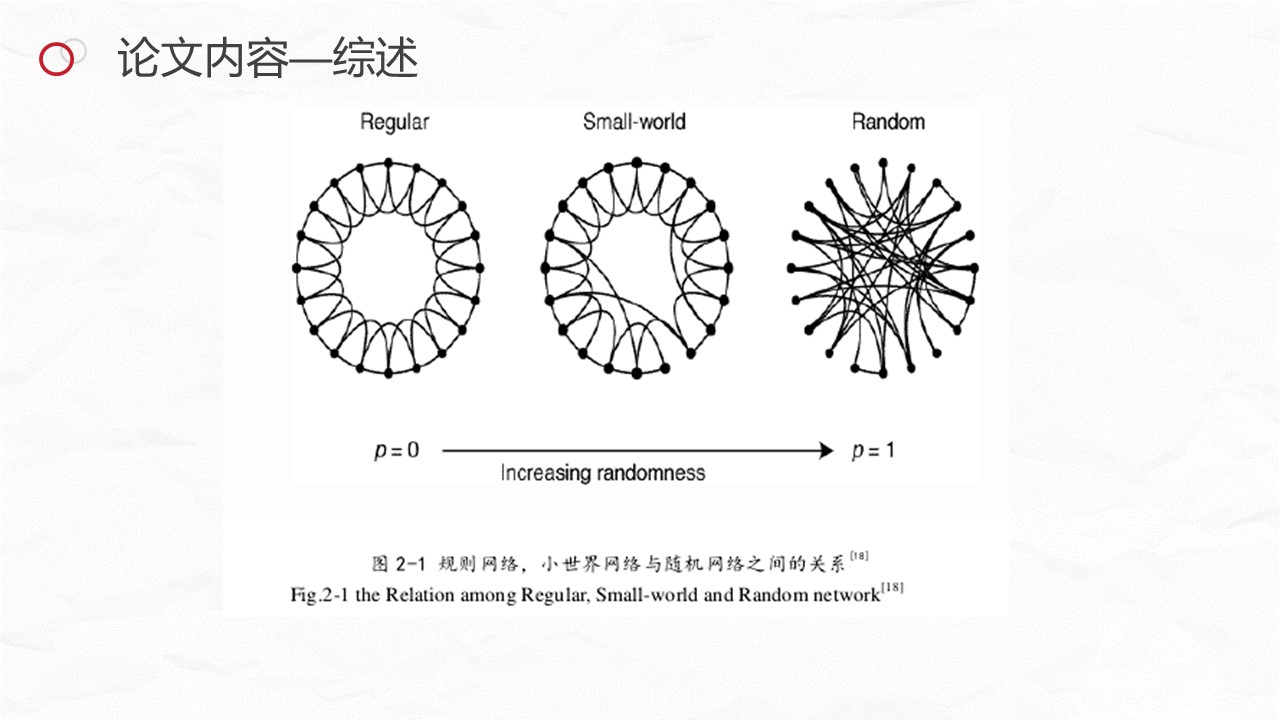 论文内容—综述
Regular Small-world Random
p = 0 p = 1
Increasing randomness
图 2-1 规则网络，小世界网络与随机网络之间的关系[18]
Fig.2-1 the Relation among Regular, Small-world and Random network[18]